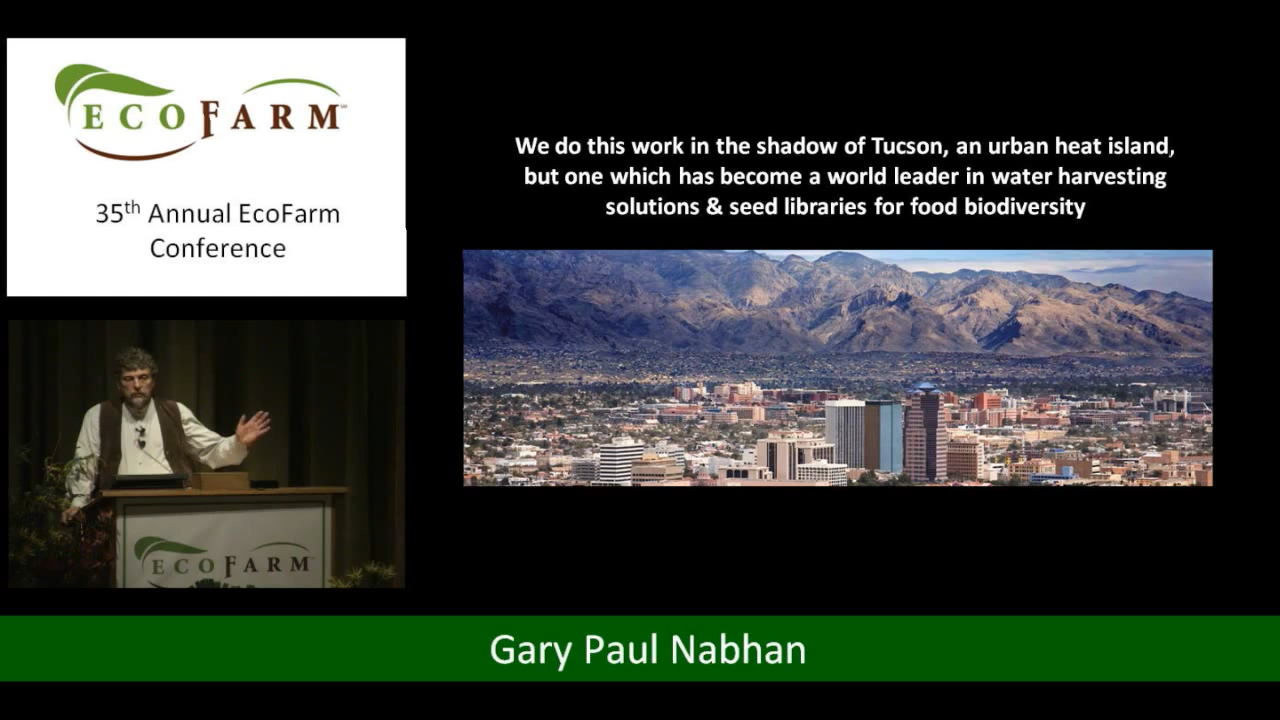 ECOFARM
35th Annual EcoFarm
Conference
We do this work in the shadow of Tucson, an urban heat island,
but one which has become a world leader in water harvesting
solutions & seed libraries for food biodiversity
ECOFARM
Gary Paul Nabhan